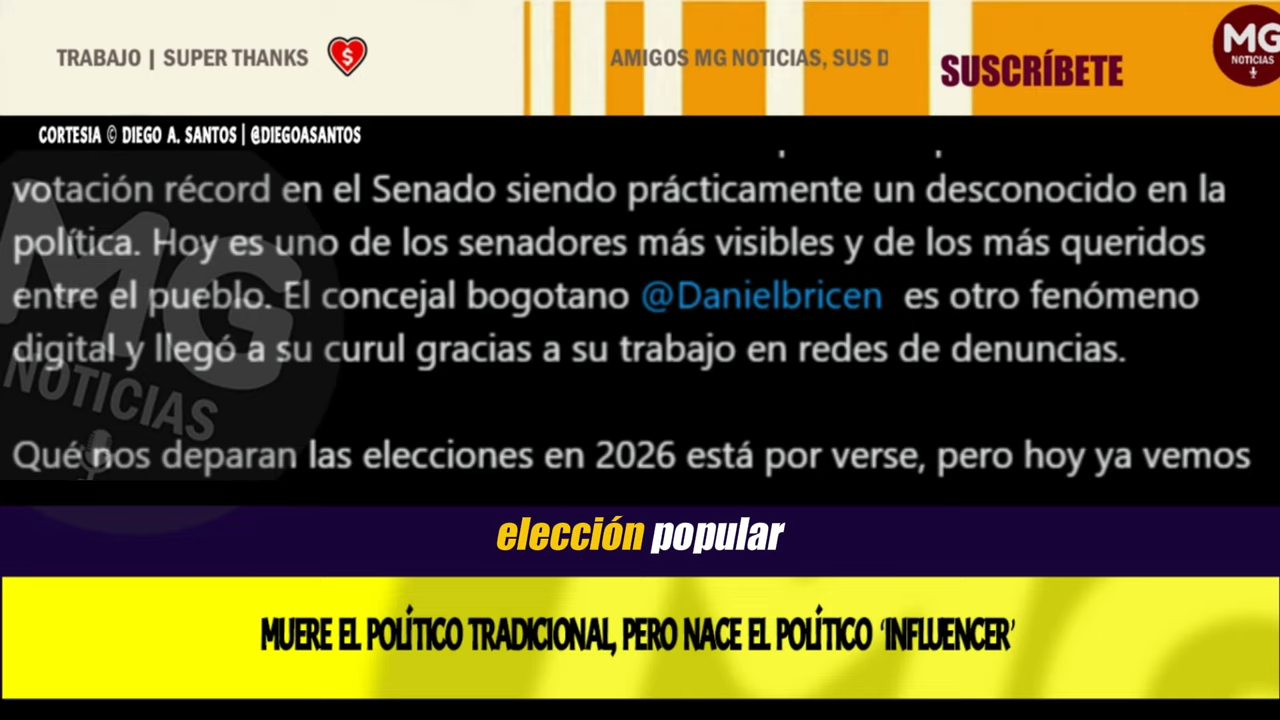 TRABAJO | SUPER THANKS
AMIGOS MG NOTICIAS, SUS D
SUSCRÍBETE
MG
NOTICIAS
CORTESIA © DIEGO A. SANTOS | @DIEGOASANTOS
votación récord en el Senado siendo prácticamente un desconocido en la
política. Hoy es uno de los senadores más visibles y de los más queridos
entre el pueblo. El concejal bogotano @Danielbricen es otro fenómeno
digital y llegó a su curul gracias a su trabajo en redes de denuncias.
MG
NOTICIAS
Qué nos deparan las elecciones en 2026 está por verse, pero hoy ya vemos
elección popular
MUERE EL POLÍTICO TRADICIONAL, PERO NACE EL POLÍTICO ‘INFLUENCER’